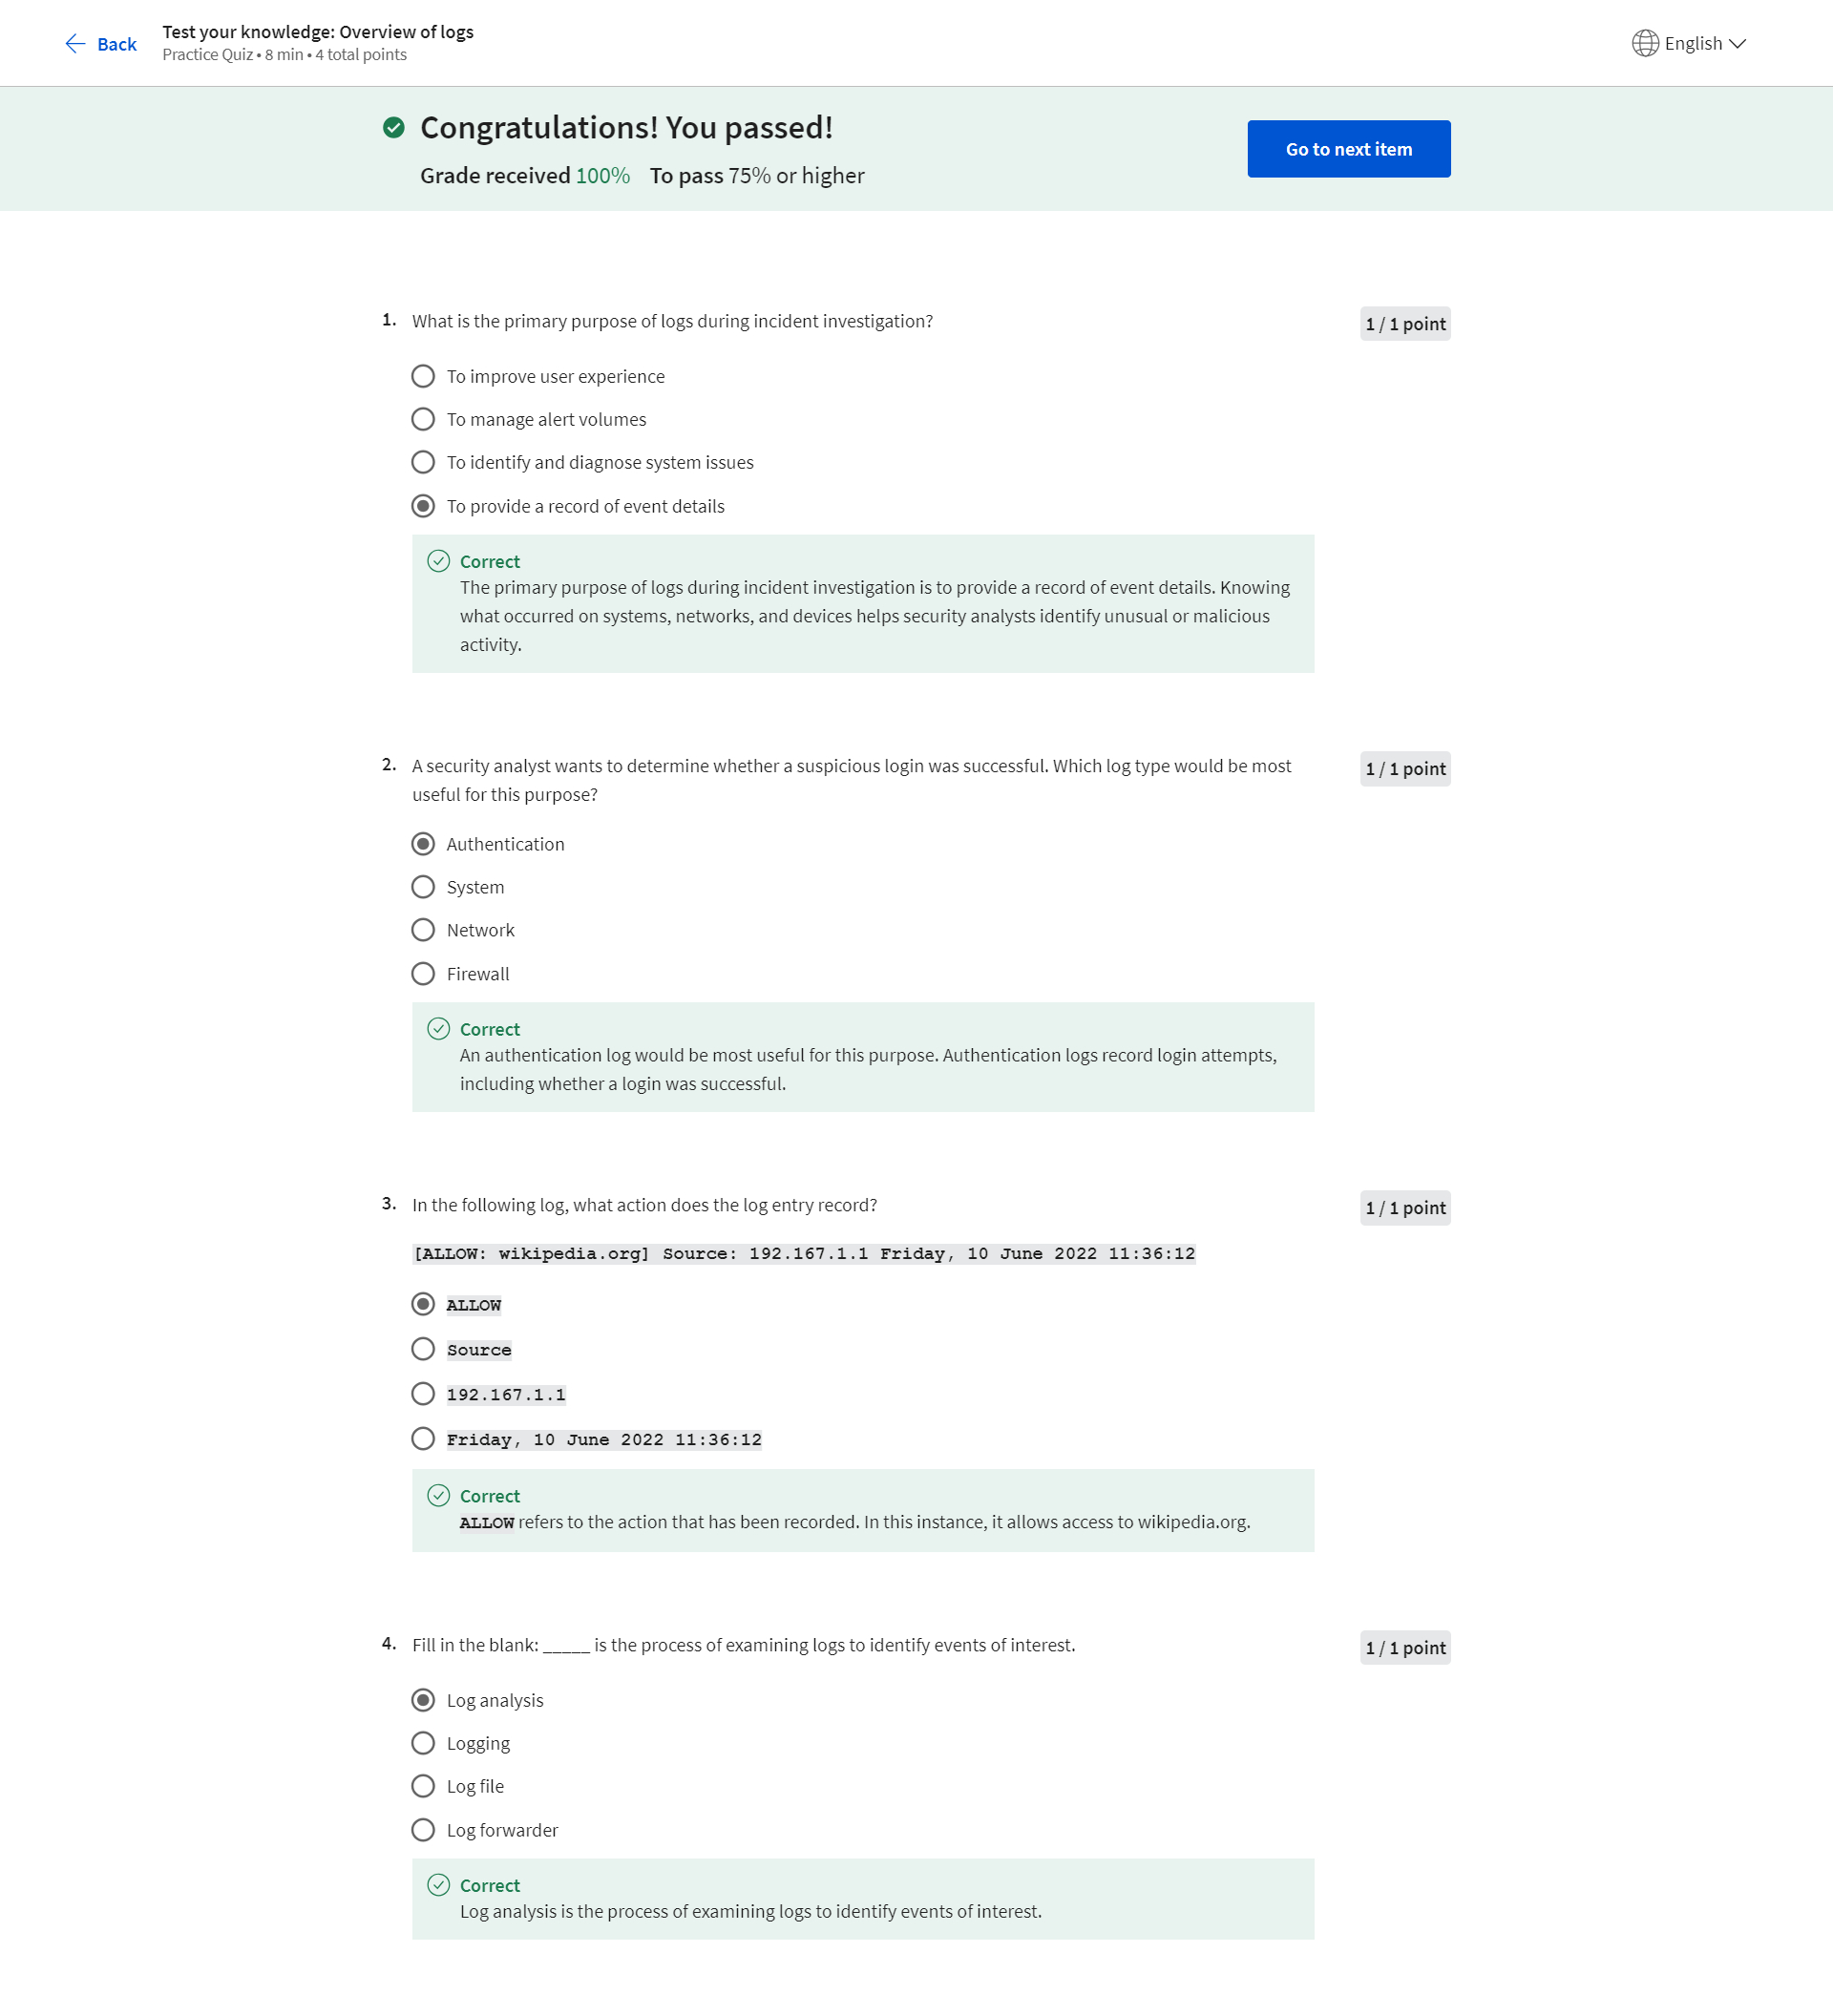 Back
Test your knowledge: Overview of logs
Practice Quiz • 8 min • 4 total points
English
Congratulations! You passed!
Grade received 100% To pass 75% or higher
Go to next item
1. What is the primary purpose of logs during incident investigation?
1 / 1 point
To improve user experience
To manage alert volumes
To identify and diagnose system issues
To provide a record of event details
Correct
The primary purpose of logs during incident investigation is to provide a record of event details. Knowing
what occurred on systems, networks, and devices helps security analysts identify unusual or malicious
activity.
2. A security analyst wants to determine whether a suspicious login was successful. Which log type would be most
useful for this purpose?
1 / 1 point
Authentication
System
Network
Firewall
Correct
An authentication log would be most useful for this purpose. Authentication logs record login attempts,
including whether a login was successful.
3. In the following log, what action does the log entry record?
1 / 1 point
[ALLOW: wikipedia.org] Source: 192.167.1.1 Friday, 10 June 2022 11:36:12
ALLOW
Source
192.167.1.1
Friday, 10 June 2022 11:36:12
Correct
ALLOW refers to the action that has been recorded. In this instance, it allows access to wikipedia.org.
4. Fill in the blank: _____ is the process of examining logs to identify events of interest.
1 / 1 point
Log analysis
Logging
Log file
Log forwarder
Correct
Log analysis is the process of examining logs to identify events of interest.